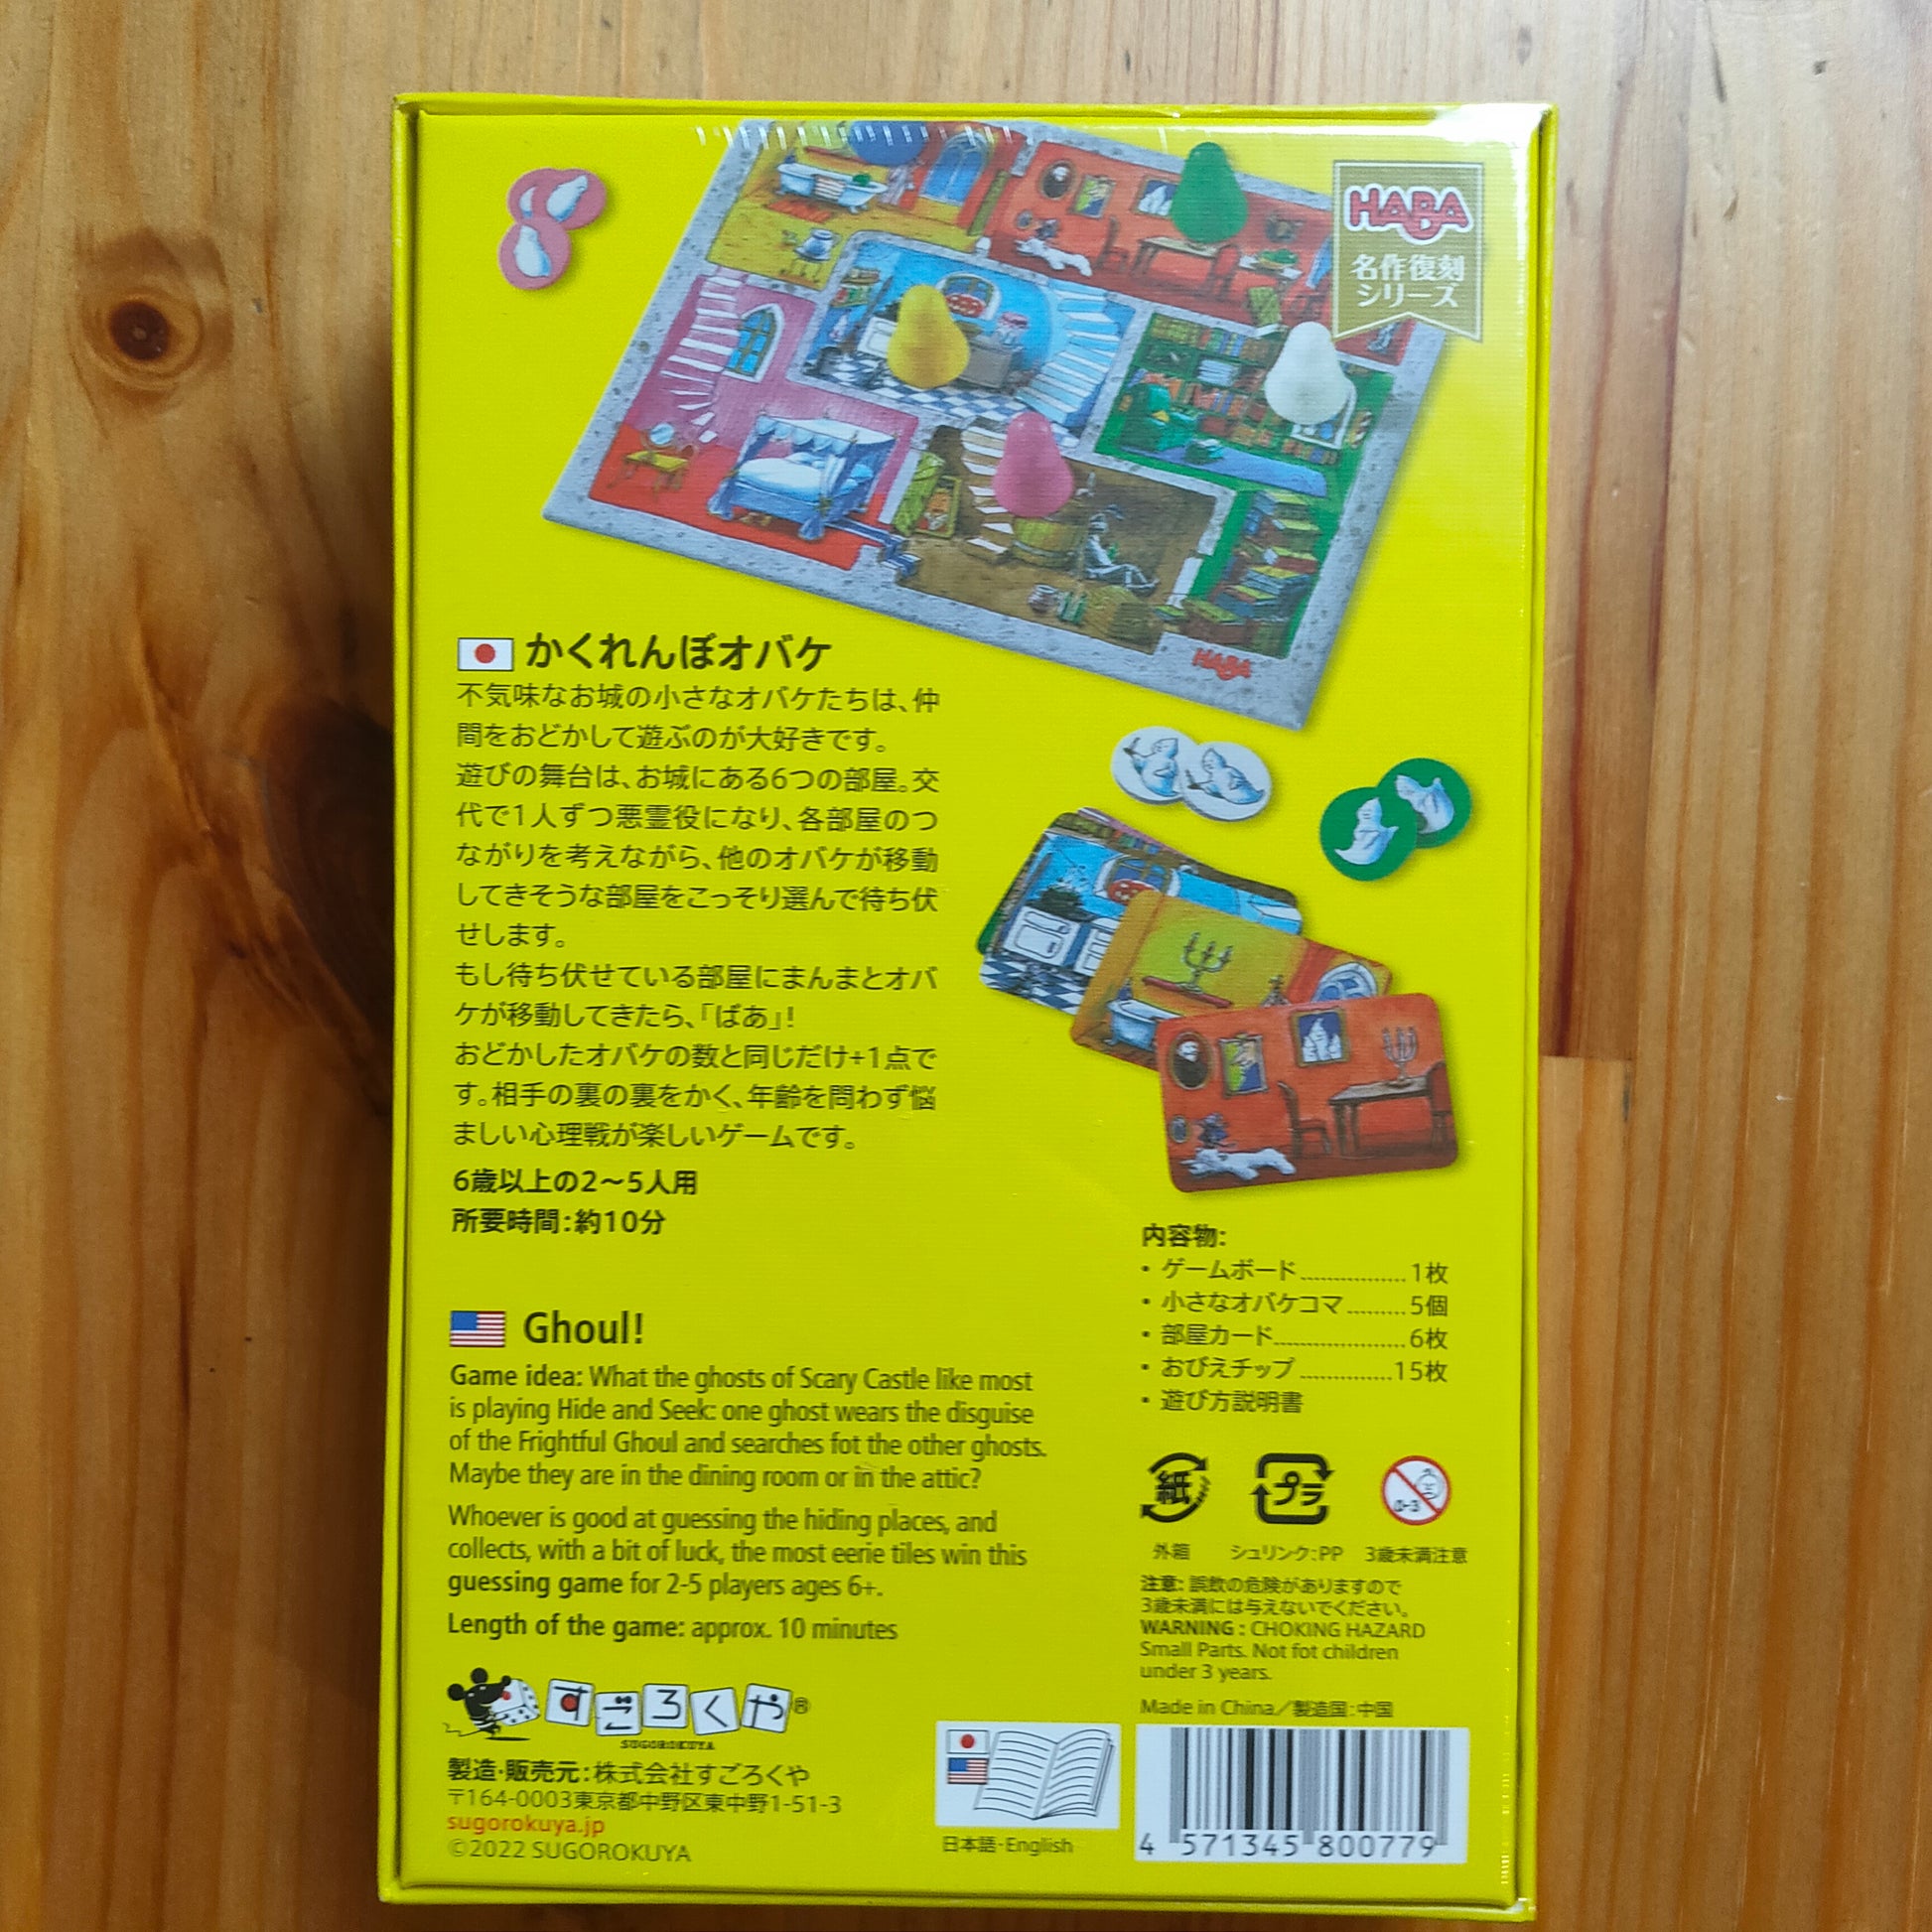 HABA
名作復刻
シリーズ
HABA
かくれんぼオバケ
不気味なお城の小さなオバケたちは、仲
間をおどかして遊ぶのが大好きです。
遊びの舞台は、お城にある6つの部屋。交
代で1人ずつ悪霊役になり、各部屋のつ
ながりを考えながら、他のオバケが移動
してきそうな部屋をこっそり選んで待ち伏
せします。
もし待ち伏せている部屋にまんまとオバ
ケが移動してきたら、「ばあ」!
おどかしたオバケの数と同じだけ+1点で
す。相手の裏の裏をかく、年齢を問わず悩
ましい心理戦が楽しいゲームです。
6歳以上の2〜5人用
所要時間:約10分
Ghoul!
Game idea: What the ghosts of Scary Castle like most
is playing Hide and Seek: one ghost wears the disguise
of the Frightful Ghoul and searches fot the other ghosts.
Maybe they are in the dining room or in the attic?
Whoever is good at guessing the hiding places, and
collects, with a bit of luck, the most eerie tiles win this
guessing game for 2-5 players ages 6+.
Length of the game: approx. 10 minutes
すごろくや®
SUGOROKUYA
製造・販売元:株式会社すごろくや
〒164-0003東京都中野区東中野1-51-3
sugorokuya.jp
©2022 SUGOROKUYA
内容物:
・ゲームボード................1枚
・小さなオバケコマ.........5個
・部屋カード....................6枚
・おびえチップ..............15枚
・遊び方説明書
紙 プラ 0-3
外箱 シュリンク:PP 3歳未満注意
注意: 誤飲の危険がありますので
3歳未満には与えないでください。
WARNING : CHOKING HAZARD
Small Parts. Not fot children
under 3 years.
Made in China/製造国:中国
日本語・English
4 571345 800779